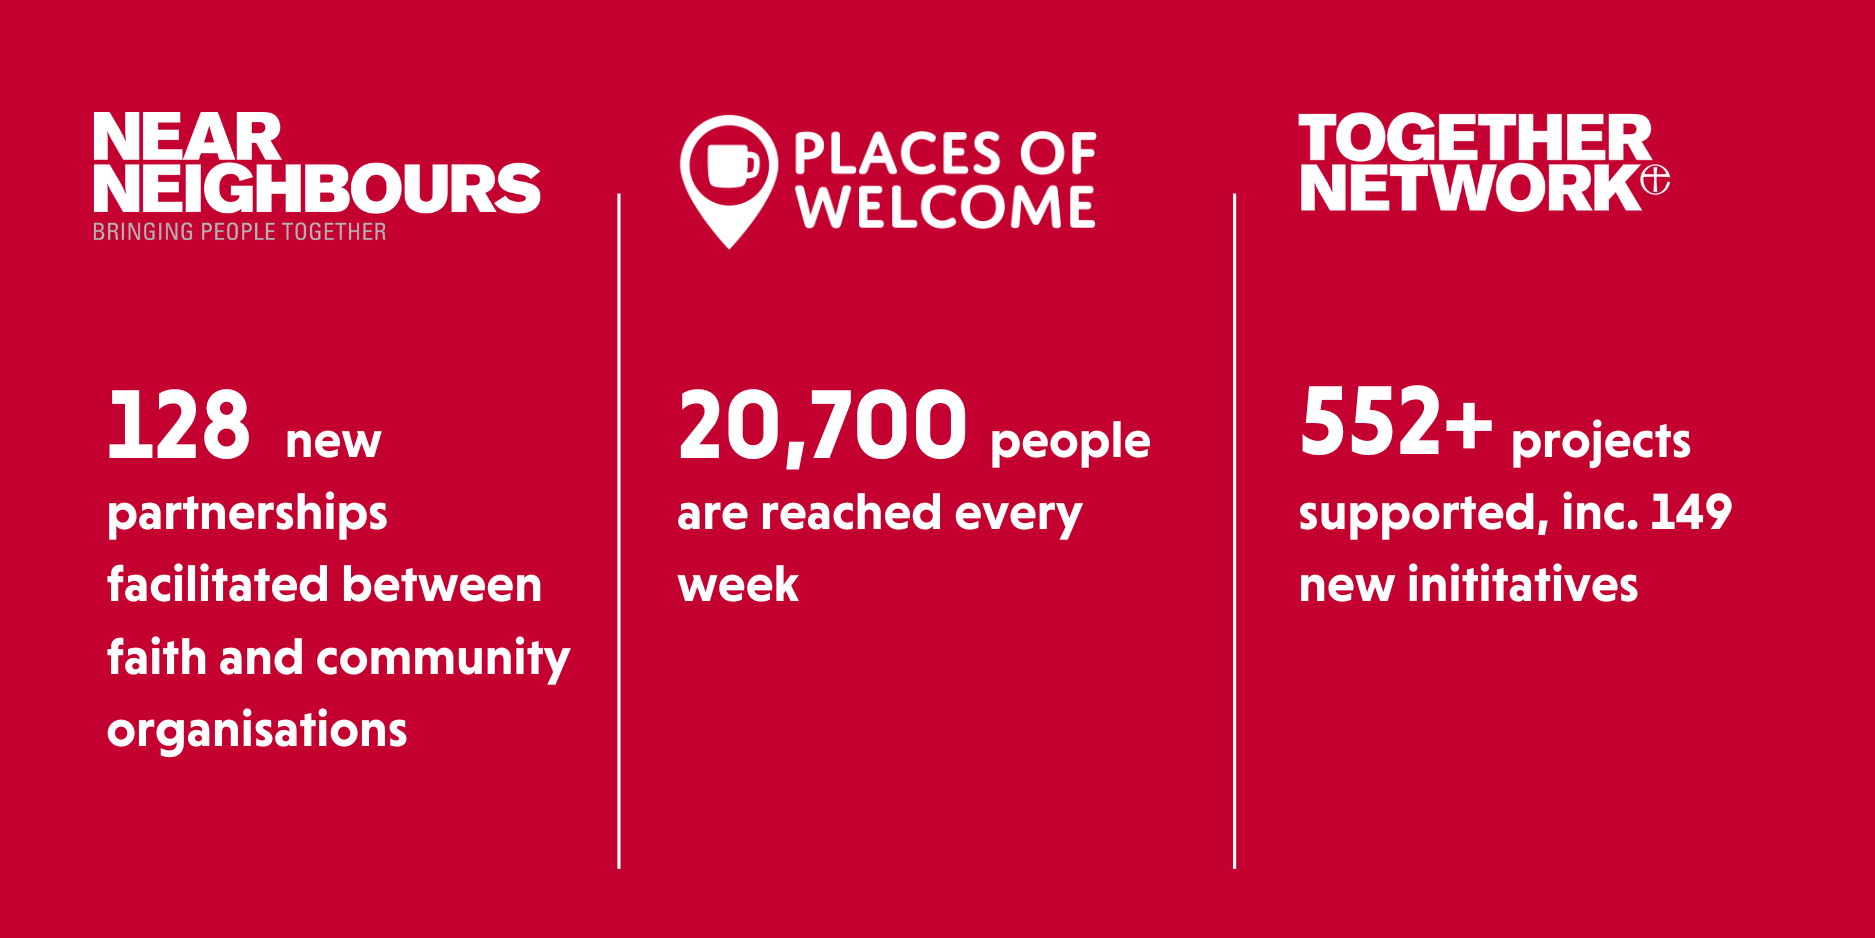 NEAR
NEIGHBOURS
BRINGING PEOPLE TOGETHER
128 new
partnerships
facilitated between
faith and community
organisations
PLACES OF
WELCOME
20,700 people
are reached every
week
TOGETHER
NETWORK
552+ projects
supported, inc. 149
new inititatives